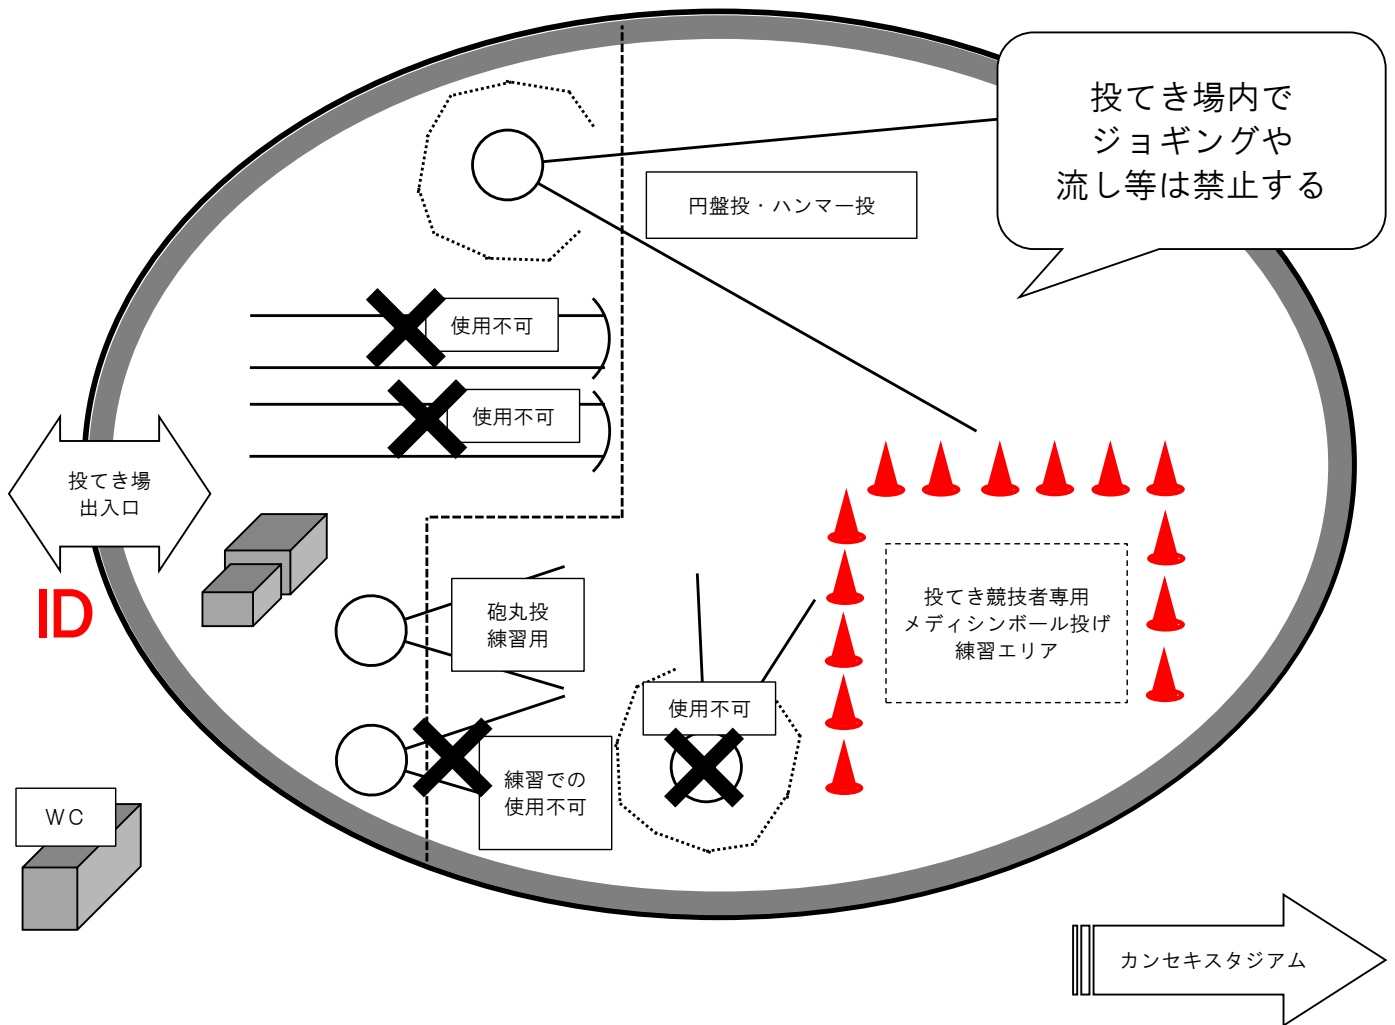 投てき場内で
ジョギングや
流し等は禁止する
円盤投・ハンマー投
使用不可
使用不可
投てき場
出入口
ID
砲丸投
練習用
投てき競技者専用
メディシンボール投げ
練習エリア
使用不可
練習での
使用不可
WC
カンセキスタジアム